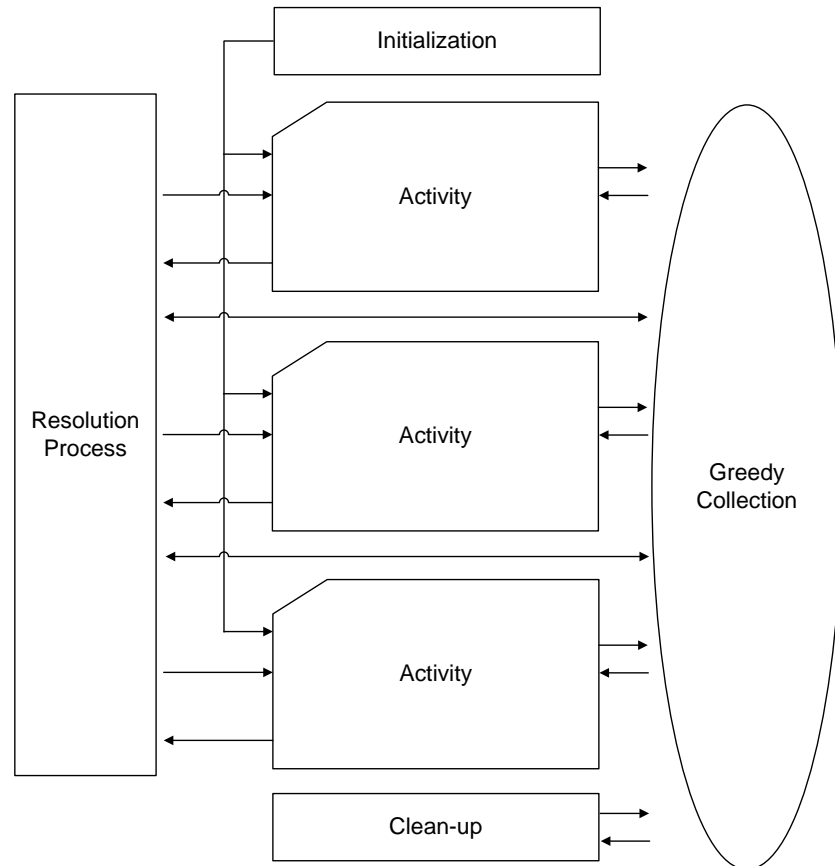 Initialization
Activity
Resolution
Process
Activity
Greedy
Collection
Activity
Clean-up